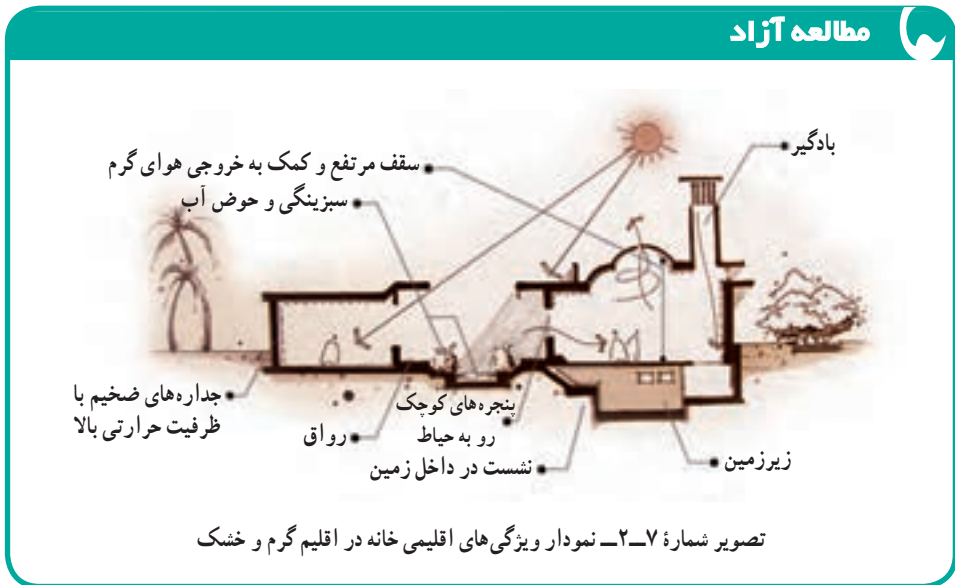 مطالعه آزاد
بادگیر
سقف مرتفع و کمک به خروجی هوای گرم
سبزینگی و حوض آب
جداره‌های ضخیم با
ظرفیت حرارتی بالا
رواق
پنجره‌های کوچک
رو به حیاط
نشست در داخل زمین
زیرزمین
تصویر شمارهٔ ۷ــ۲ــ نمودار ویژگی‌های اقلیمی خانه در اقلیم گرم و خشک